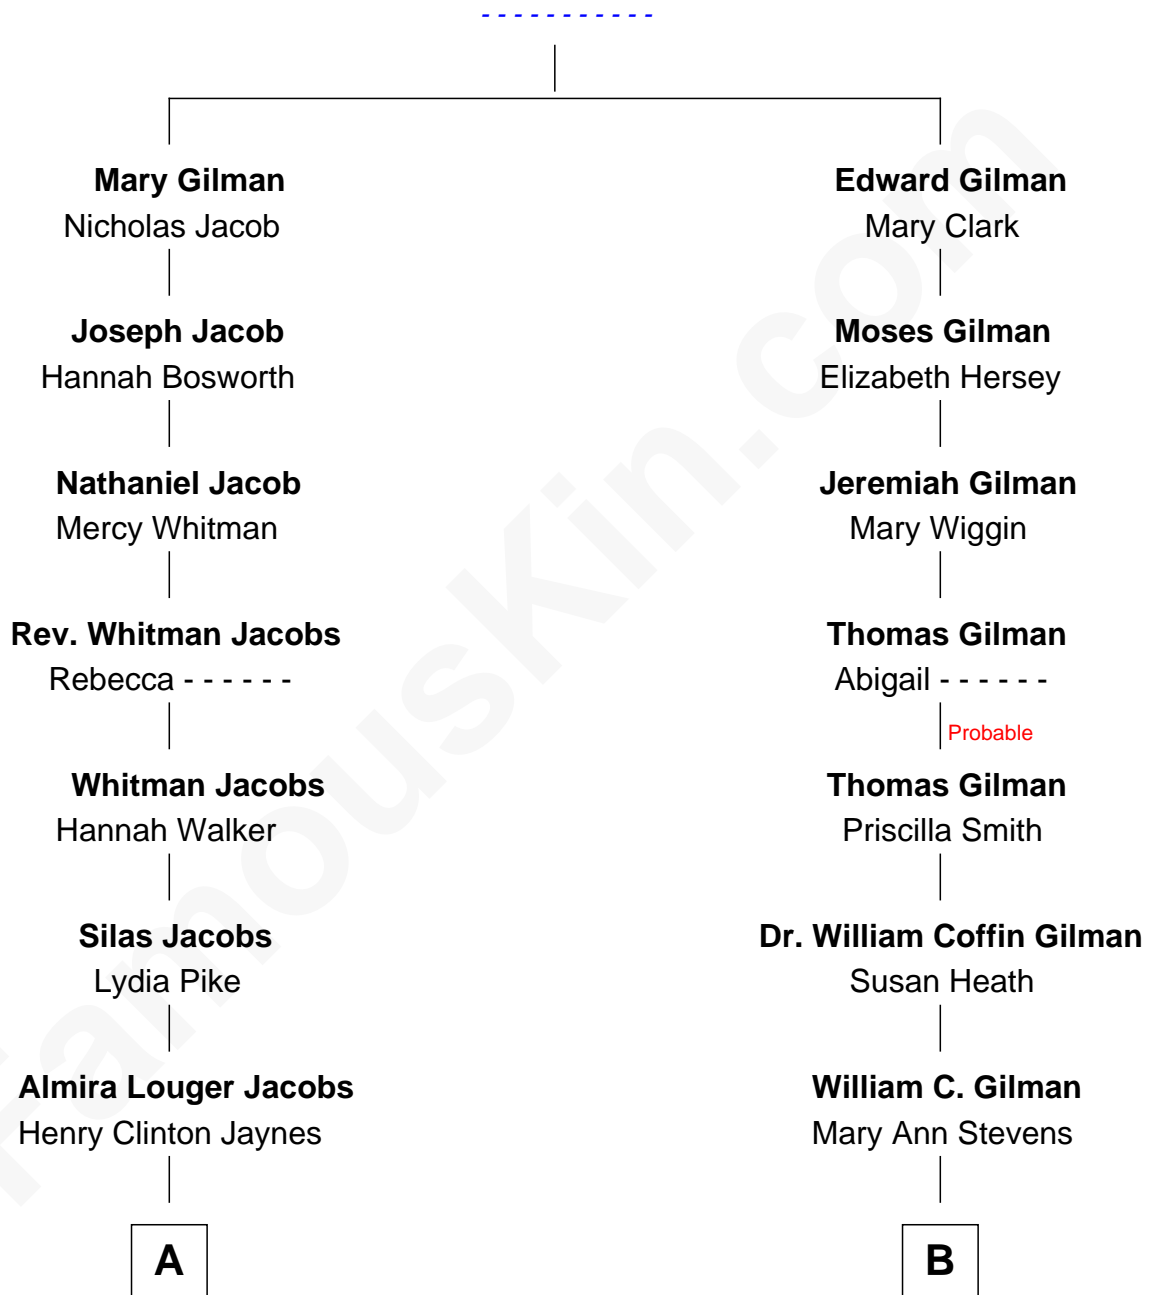 - - - - - - - - - - -
Mary Gilman
Nicholas Jacob
Edward Gilman
Mary Clark
Joseph Jacob
Hannah Bosworth
Moses Gilman
Elizabeth Hersey
Nathaniel Jacob
Mercy Whitman
Jeremiah Gilman
Mary Wiggin
Rev. Whitman Jacobs
Rebecca - - - - - -
Thomas Gilman
Abigail - - - - - -
Probable
Whitman Jacobs
Hannah Walker
Thomas Gilman
Priscilla Smith
Silas Jacobs
Lydia Pike
Dr. William Coffin Gilman
Susan Heath
Almira Louger Jacobs
Henry Clinton Jaynes
William C. Gilman
Mary Ann Stevens
A
B
FamousKin.com